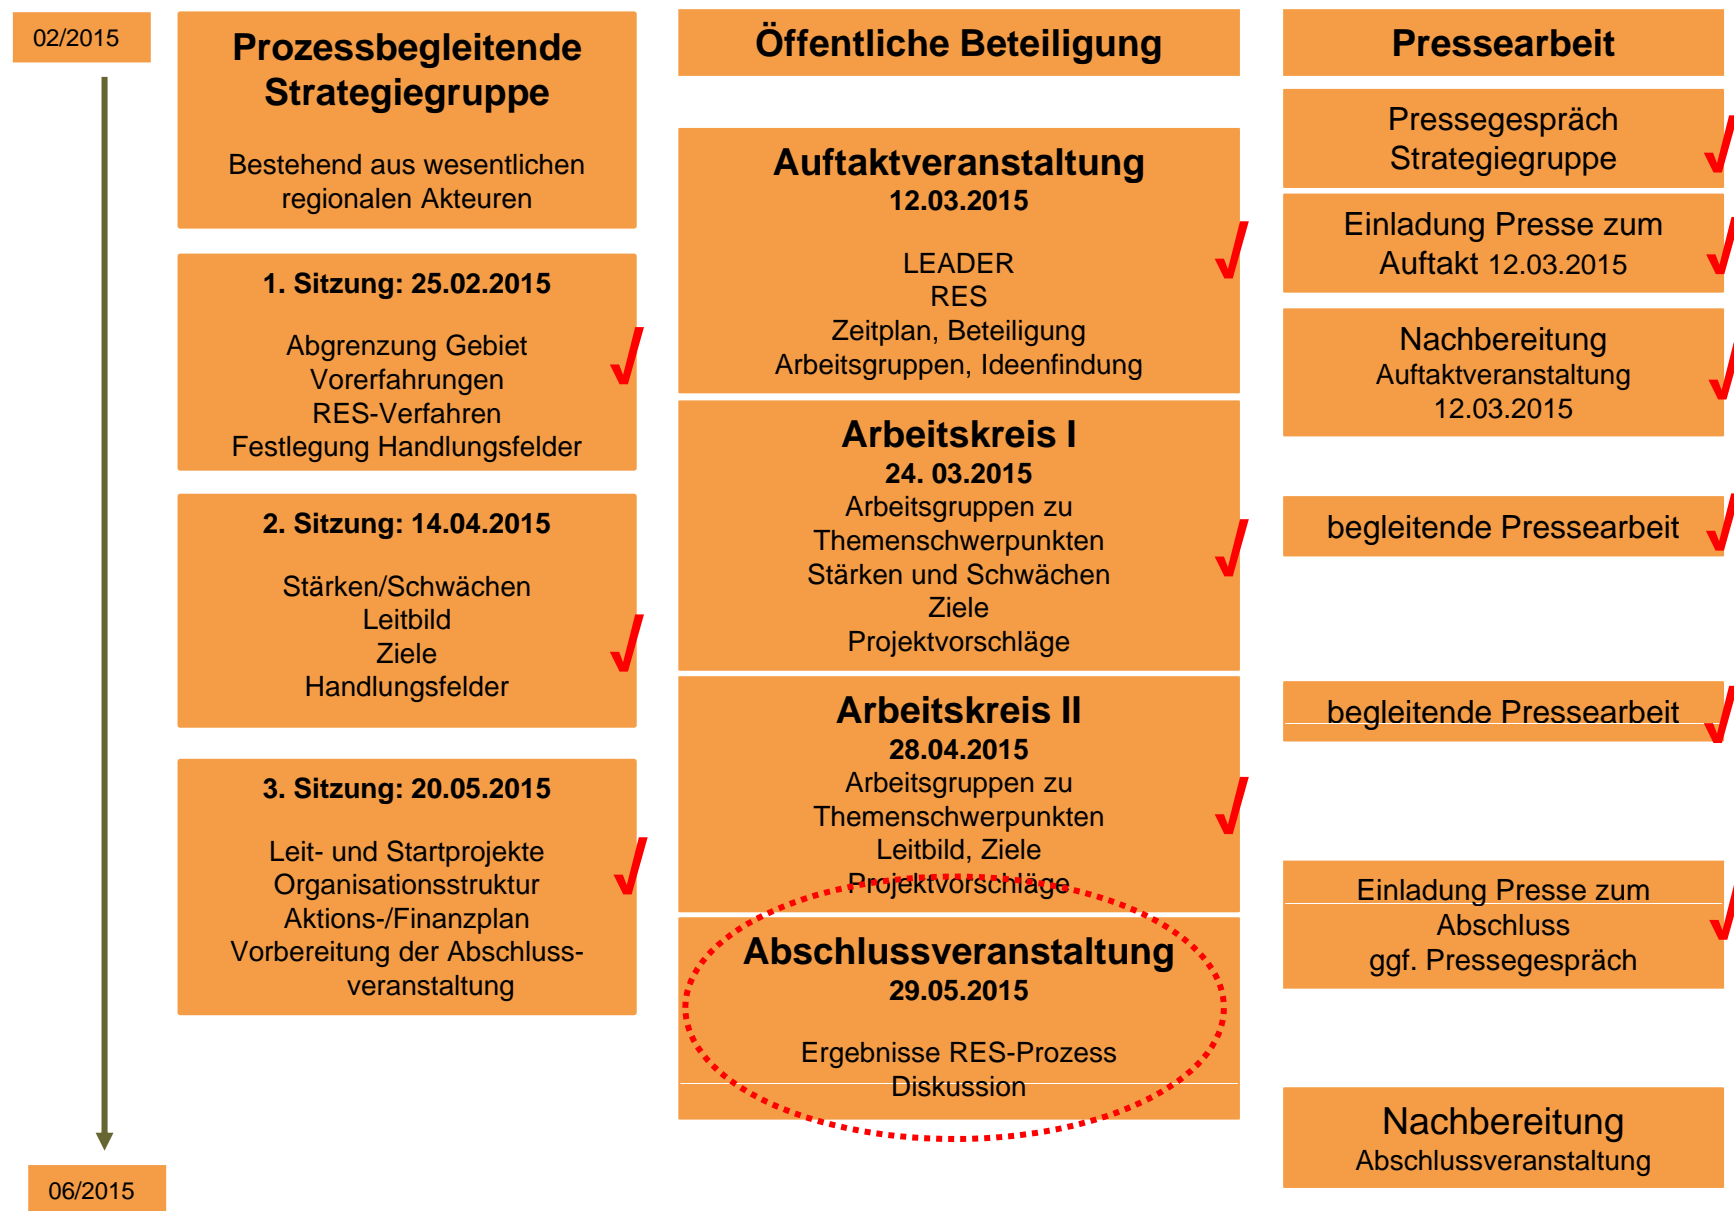 02/2015
Prozessbegleitende
Strategiegruppe
Bestehend aus wesentlichen
regionalen Akteuren
1. Sitzung: 25.02.2015
Abgrenzung Gebiet
Vorerfahrungen
RES-Verfahren
Festlegung Handlungsfelder
2. Sitzung: 14.04.2015
Stärken/Schwächen
Leitbild
Ziele
Handlungsfelder
3. Sitzung: 20.05.2015
Leit- und Startprojekte
Organisationsstruktur
Aktions-/Finanzplan
Vorbereitung der Abschluss-
veranstaltung
06/2015
Öffentliche Beteiligung
Auftaktveranstaltung
12.03.2015
LEADER
RES
Zeitplan, Beteiligung
Arbeitsgruppen, Ideenfindung
Arbeitskreis I
24. 03.2015
Arbeitsgruppen zu
Themenschwerpunkten
Stärken und Schwächen
Ziele
Projektvorschläge
Arbeitskreis II
28.04.2015
Arbeitsgruppen zu
Themenschwerpunkten
Leitbild, Ziele
Projektvorschläge
Abschlussveranstaltung
29.05.2015
Ergebnisse RES-Prozess
Diskussion
Pressearbeit
Pressegespräch
Strategiegruppe
Einladung Presse zum
Auftakt 12.03.2015
Nachbereitung
Auftaktveranstaltung
12.03.2015
begleitende Pressearbeit
begleitende Pressearbeit
Einladung Presse zum
Abschluss
ggf. Pressegespräch
Nachbereitung
Abschlussveranstaltung